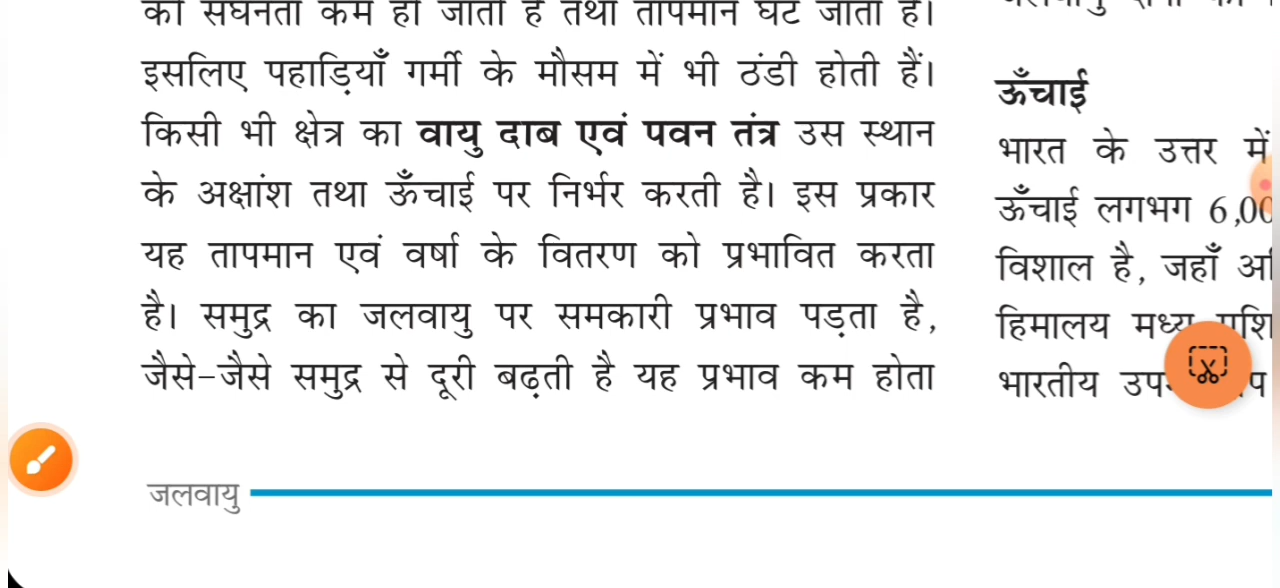 की सघनता कम हो जाती है तथा तापमान घट जाता है।
इसलिए पहाड़ियाँ गर्मी के मौसम में भी ठंडी होती हैं।
किसी भी क्षेत्र का वायु दाब एवं पवन तंत्र उस स्थान
के अक्षांश तथा ऊँचाई पर निर्भर करती है। इस प्रकार
यह तापमान एवं वर्षा के वितरण को प्रभावित करता
है। समुद्र का जलवायु पर समकारी प्रभाव पड़ता है,
जैसे-जैसे समुद्र से दूरी बढ़ती है यह प्रभाव कम होता
ऊँचाई
भारत के उत्तर में
ऊँचाई लगभग 6,00
विशाल है, जहाँ
हिमालय मध्य
भारतीय
जलवायु